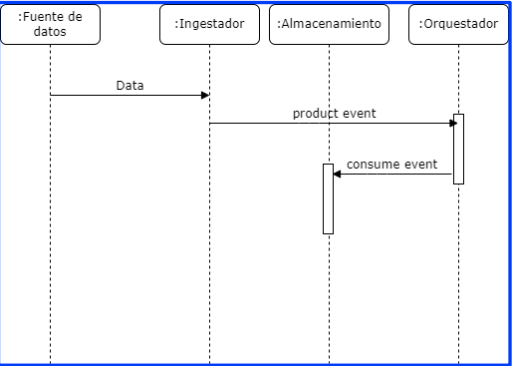 :Fuente de
datos
:Ingestador
:Almacenamiento
:Orquestador
Data
product event
consume event